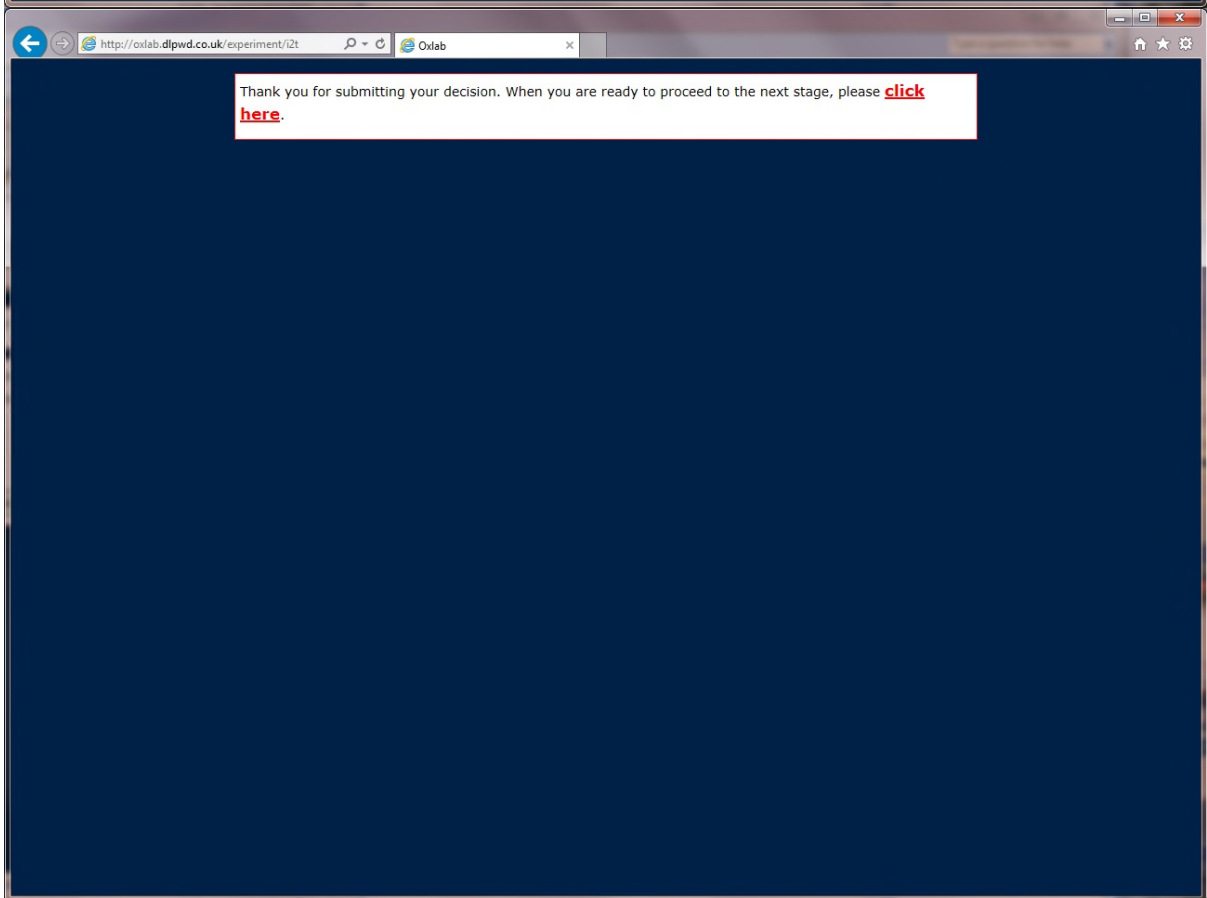 http://oxlab.dlpwd.co.uk/experiment/i2t
Oxlab
Thank you for submitting your decision. When you are ready to proceed to the next stage, please click
here.